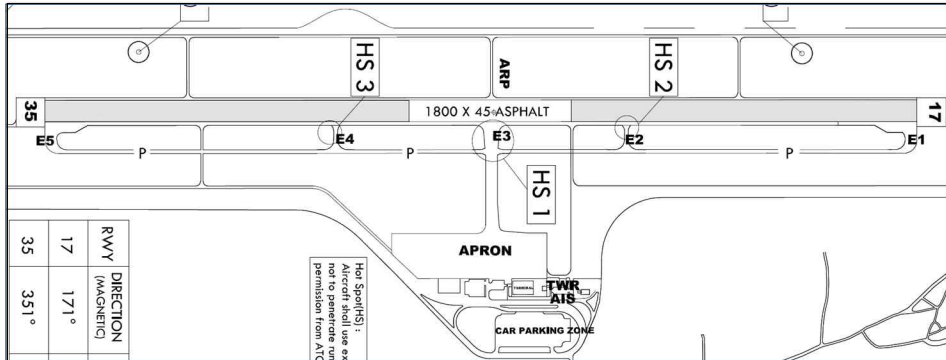 HS 3
ARP
HS 2
35
1800 X 45 ASPHALT
17
E5
E4
E3
E2
E1
P
P
P
HS 1
APRON
TWR
AIS
CAR PARKING ZONE
RWY
DIRECTION
(MAGNETIC)
17
171°
35
351°
Hot Spot(HS) :
Aircraft shall use ex
not to penetrate run
permission from ATC